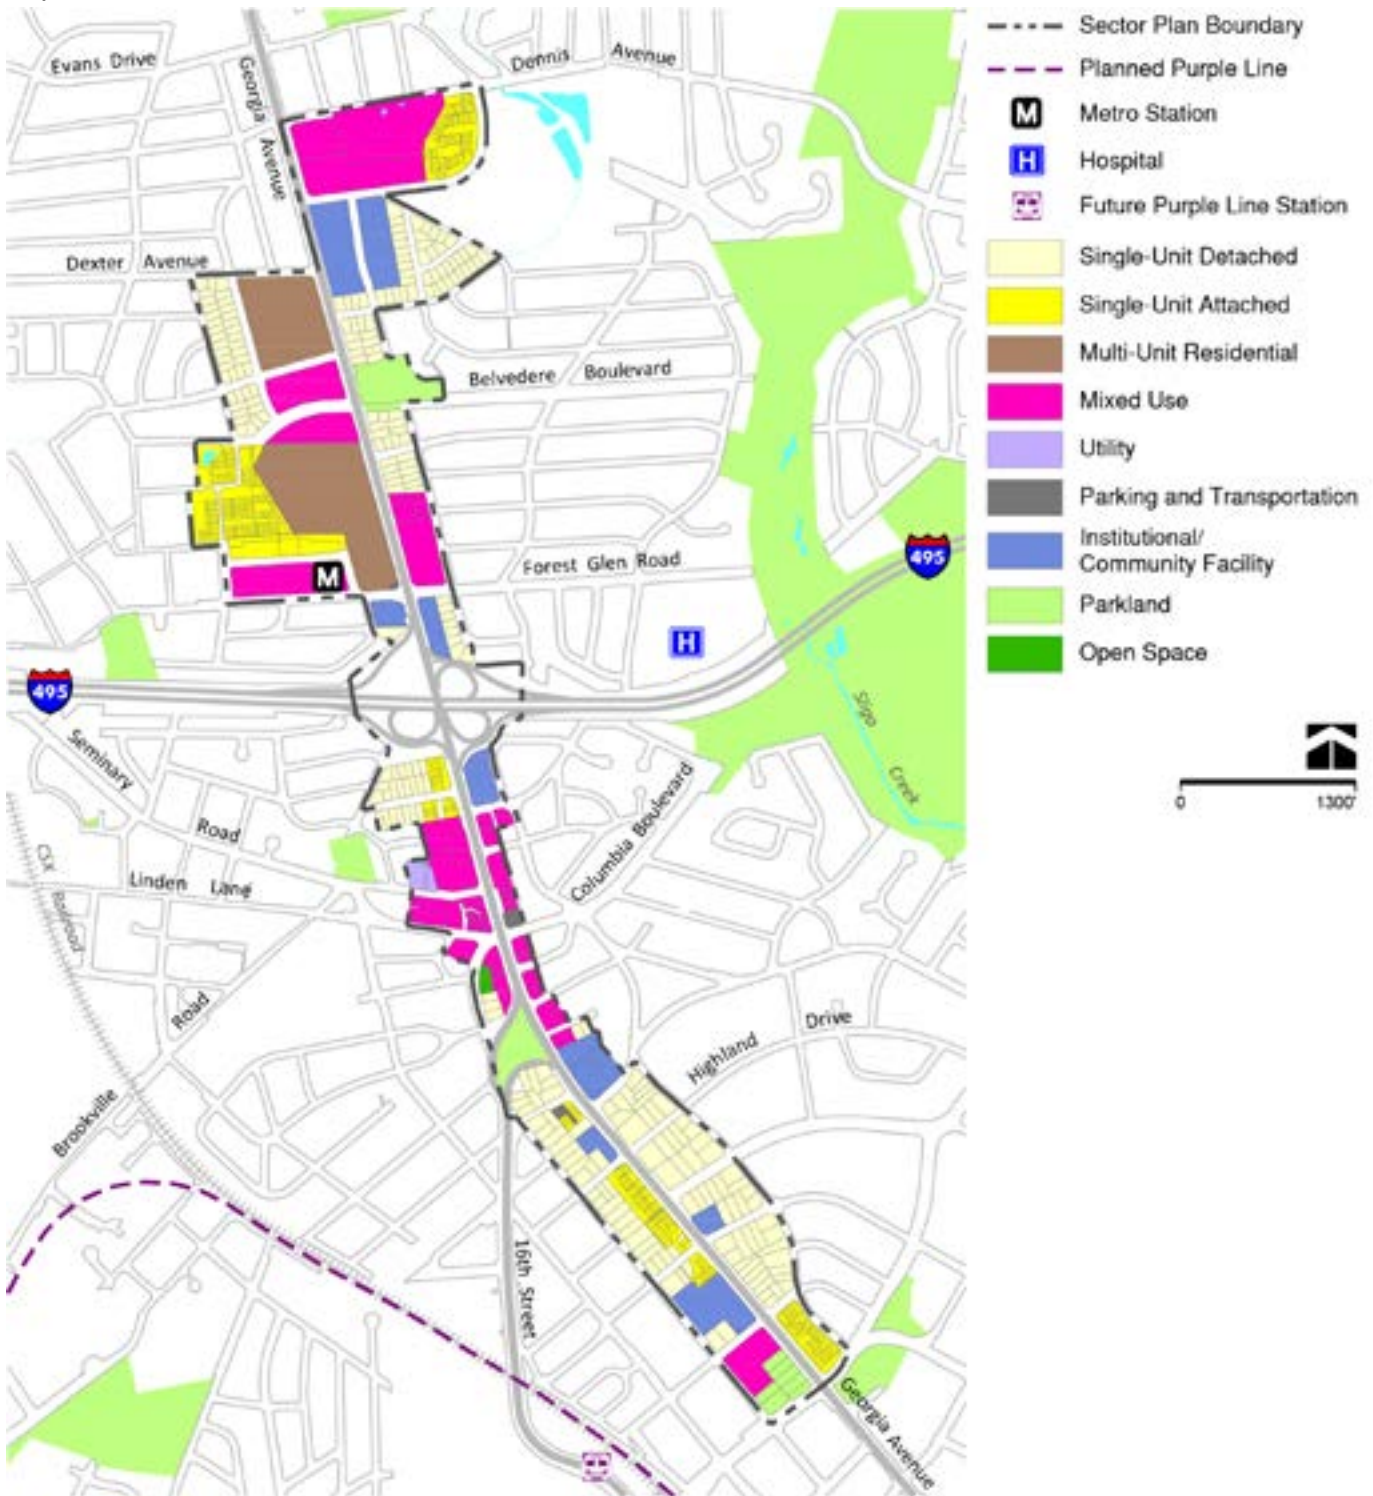 Evans Drive
Georgia Avenue
Dennis Avenue
Dexter Avenue
Belvedere Boulevard
M
Forest Glen Road
495
H
495
Sligo Creek
Seminary Road
Columbia Boulevard
CSX Railroad
Linden Lane
Brookville Road
Highland Drive
16th Street
Georgia Avenue
Sector Plan Boundary
Planned Purple Line
M Metro Station
H Hospital
Future Purple Line Station
Single-Unit Detached
Single-Unit Attached
Multi-Unit Residential
Mixed Use
Utility
Parking and Transportation
Institutional/
Community Facility
Parkland
Open Space
0 1300'